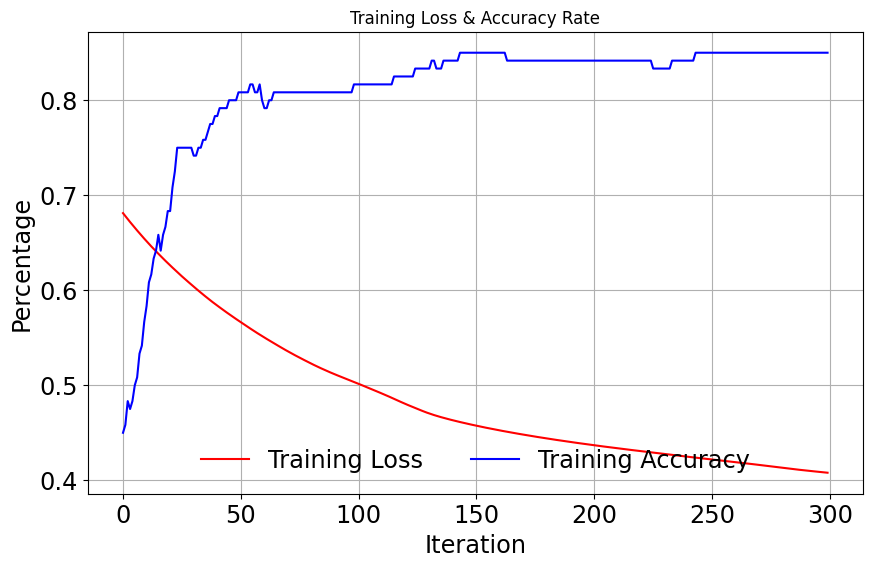 Training Loss & Accuracy Rate
Percentage
0.8
0.7
0.6
0.5
0.4
Training Loss Training Accuracy
0 50 100 150 200 250 300
Iteration